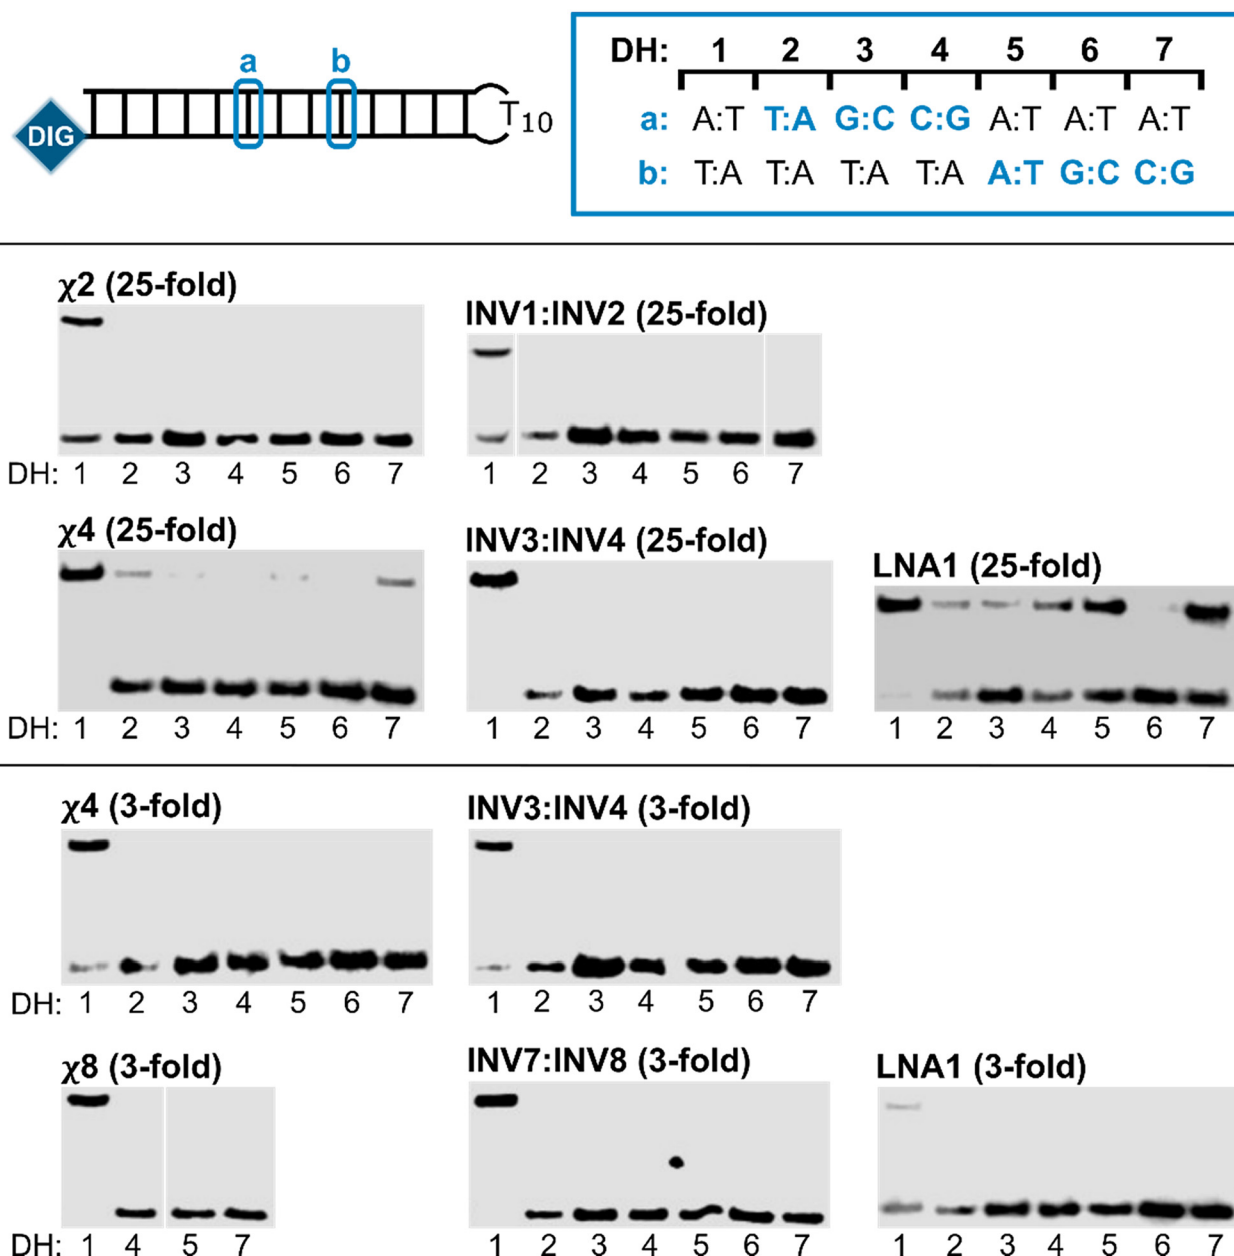 a b
DIG
T10
DH: 1 2 3 4 5 6 7
a: A:T T:A G:C C:G A:T A:T A:T
b: T:A T:A T:A T:A A:T G:C C:G
χ2 (25-fold)
DH: 1 2 3 4 5 6 7
INV1:INV2 (25-fold)
1 2 3 4 5 6 7
χ4 (25-fold)
DH: 1 2 3 4 5 6 7
INV3:INV4 (25-fold)
1 2 3 4 5 6 7
LNA1 (25-fold)
1 2 3 4 5 6 7
χ4 (3-fold)
DH: 1 2 3 4 5 6 7
INV3:INV4 (3-fold)
1 2 3 4 5 6 7
χ8 (3-fold)
DH: 1 4 5 7
INV7:INV8 (3-fold)
1 2 3 4 5 6 7
LNA1 (3-fold)
1 2 3 4 5 6 7